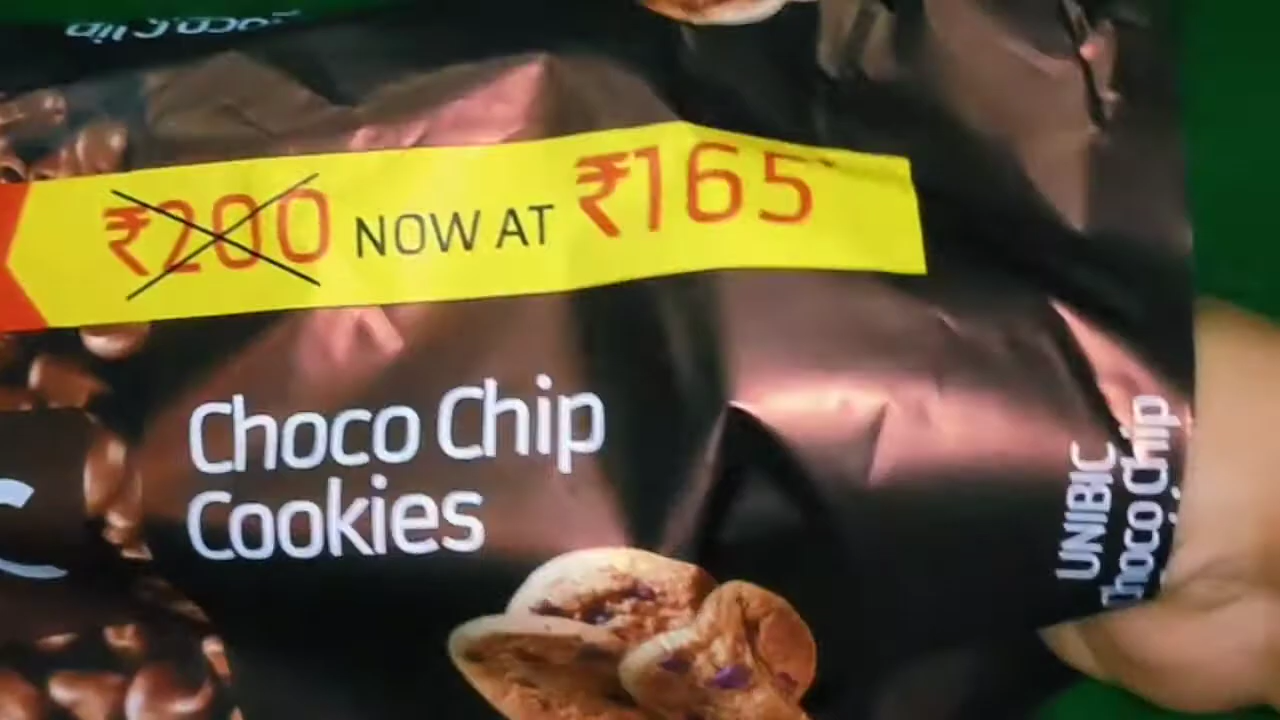 ₹200 NOW AT ₹165
Choco Chip
Cookies
UNIBIC
Choco Chip